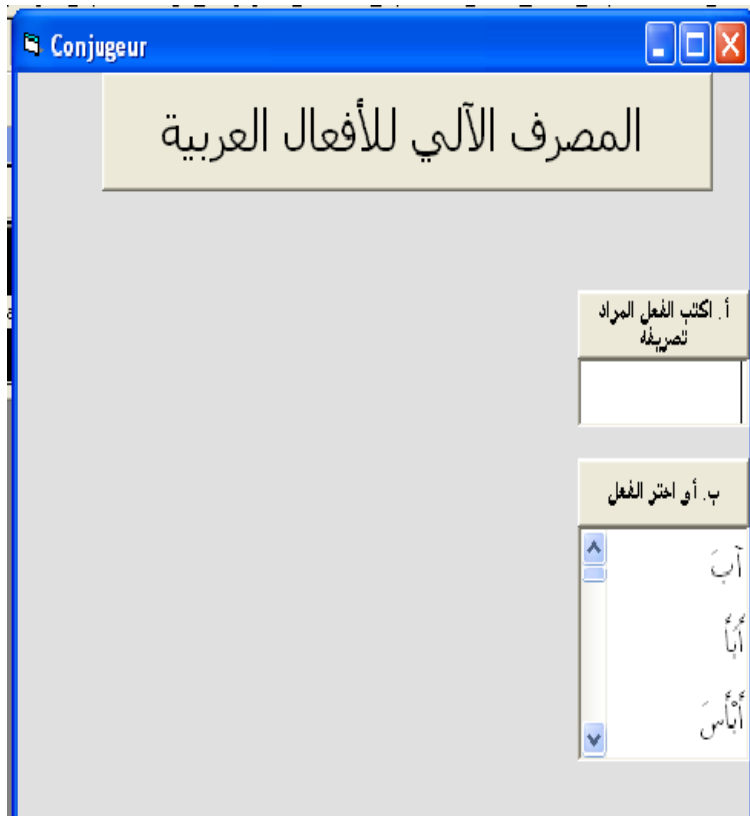 Conjugeur
المصرف الآلي للأفعال العربية
أ. اكتب الفعل المراد
تصريفه
ب. أو اختر الفعل
آبَ
أَبَأَ
أَبْأَسَ